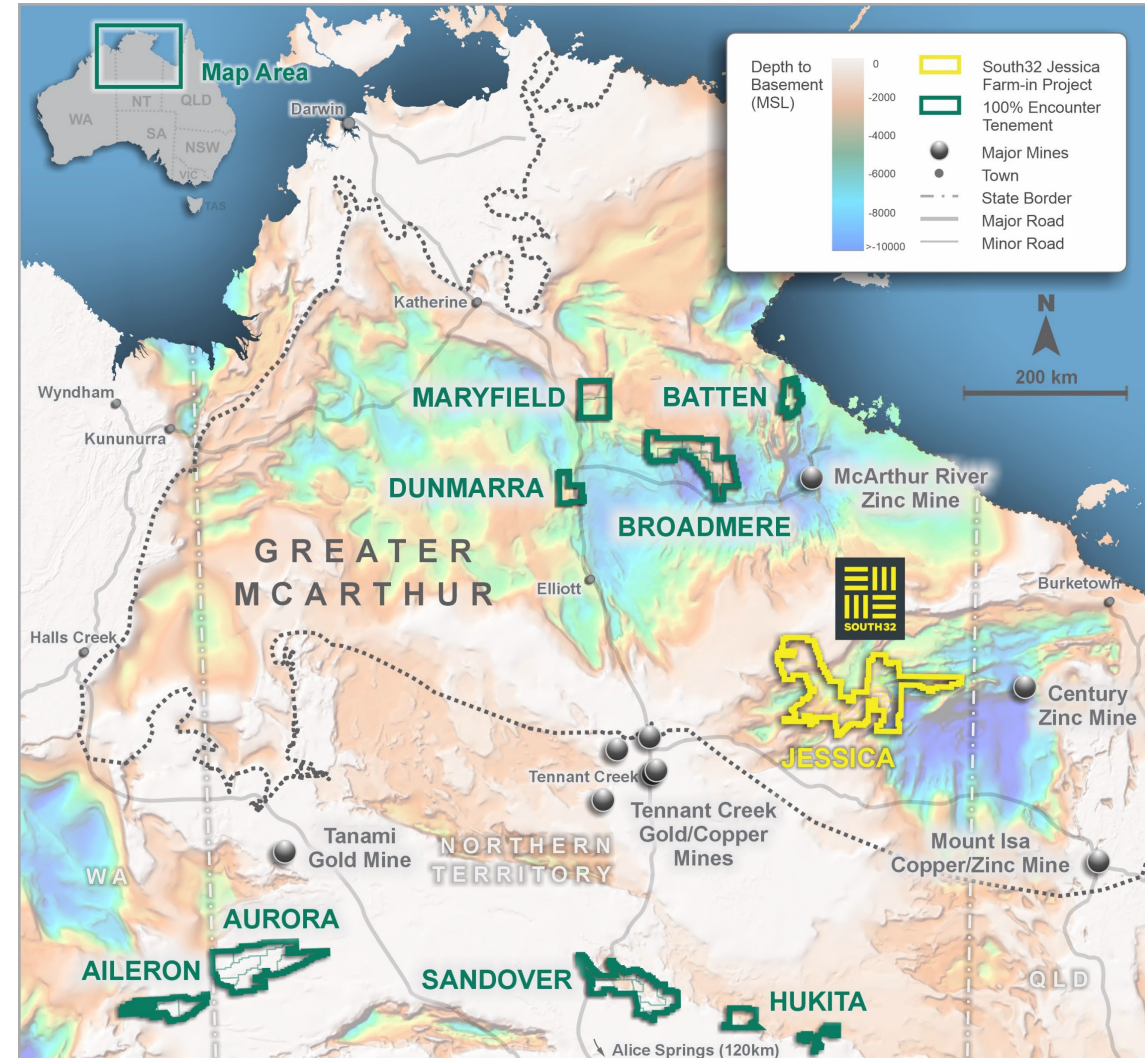 Map Area
WA
NT
QLD
SA
NSW
VIC
TAS
Depth to
Basement
(MSL)
0
-2000
-4000
-6000
-8000
>-10000
South32 Jessica
Farm-in Project
100% Encounter
Tenement
Major Mines
Town
State Border
Major Road
Minor Road
N
200 km
Darwin
Katherine
Wyndham
Kununurra
MARYFIELD
BATTEN
DUNMARRA
BROADMERE
McArthur River
Zinc Mine
GREATER
MCARTHUR
Elliott
SOUTH32
Burketown
Halls Creek
JESSICA
Century
Zinc Mine
Tennant Creek
Tennant Creek
Gold/Copper
Mines
Tanami
Gold Mine
NORTHERN
TERRITORY
Mount Isa
Copper/Zinc Mine
WA
QLD
AURORA
AILERON
SANDOVER
HUKITA
Alice Springs (120km)